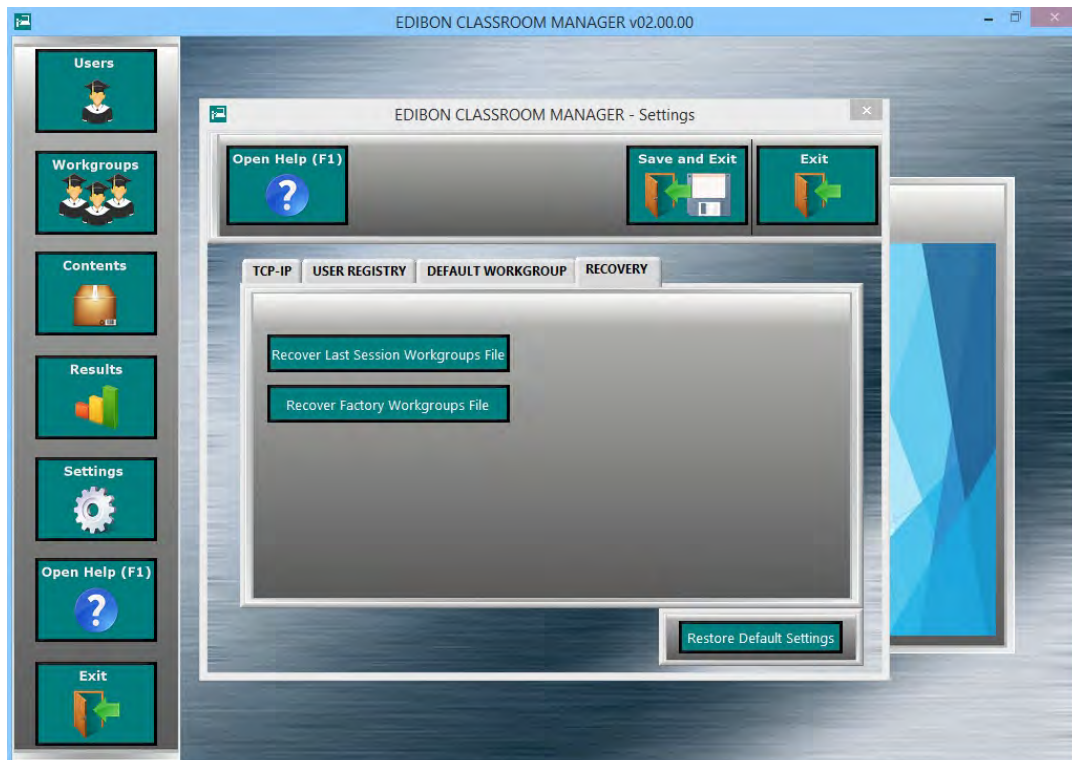 EDIBON CLASSROOM MANAGER v02.00.00
Users
Workgroups
Contents
Results
Settings
Open Help (F1)
Exit
EDIBON CLASSROOM MANAGER - Settings
Open Help (F1)
Save and Exit
Exit
TCP-IP
USER REGISTRY
DEFAULT WORKGROUP
RECOVERY
Recover Last Session Workgroups File
Recover Factory Workgroups File
Restore Default Settings